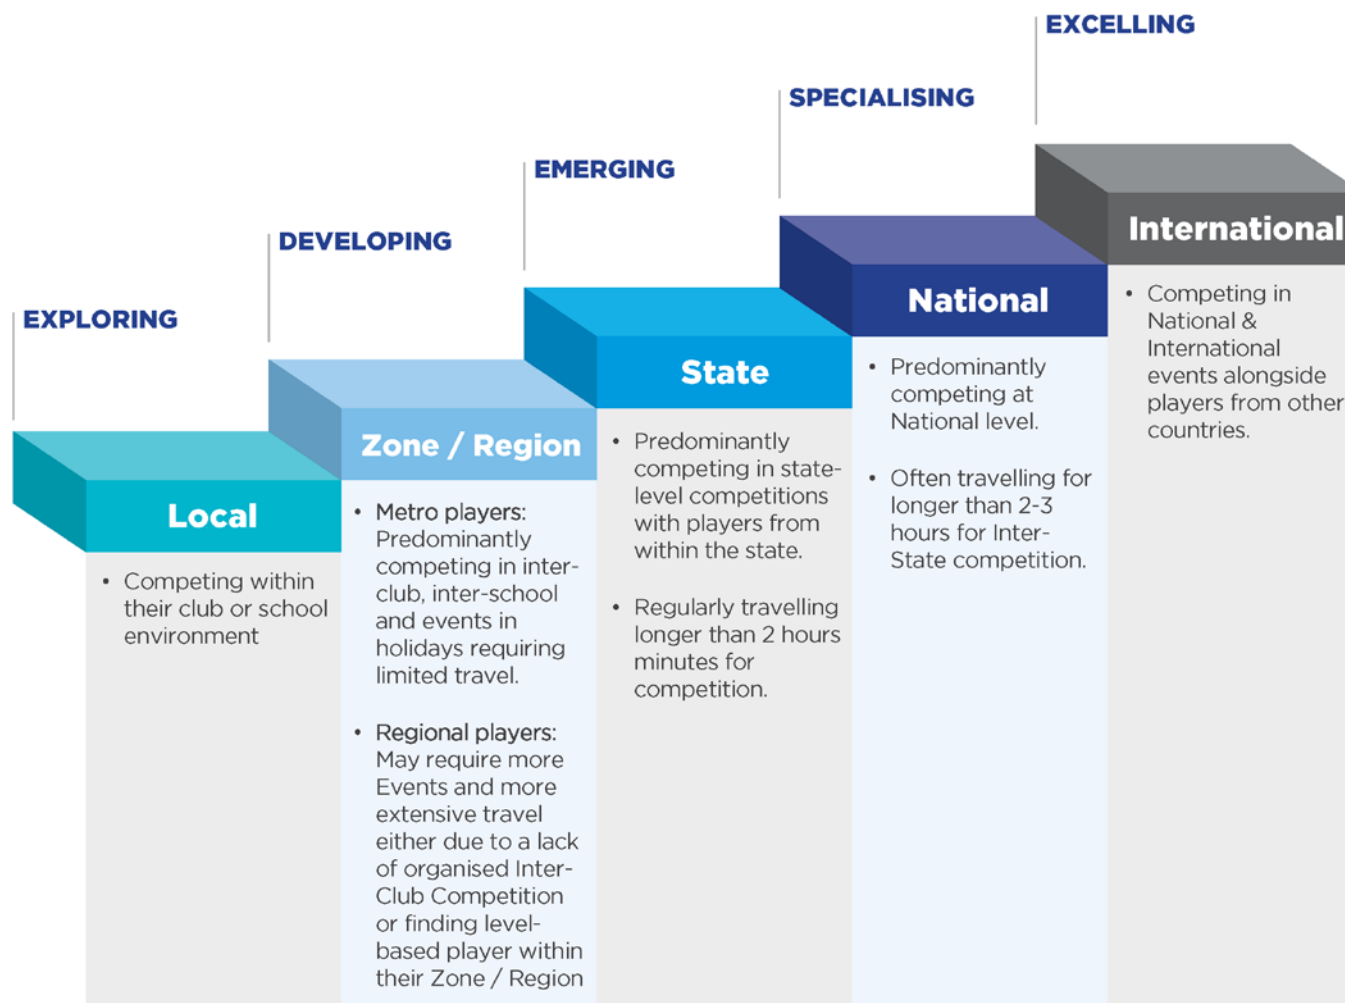 EXCELLING
SPECIALISING
EMERGING
DEVELOPING
EXPLORING
Local
• Competing within
their club or school
environment
Zone / Region
• Metro players:
Predominantly
competing in inter-
club, inter-school
and events in
holidays requiring
limited travel.
• Regional players:
May require more
Events and more
extensive travel
either due to a lack
of organised Inter-
Club Competition
or finding level-
based player within
their Zone / Region
State
• Predominantly
competing in state-
level competitions
with players from
within the state.
• Regularly travelling
longer than 2 hours
minutes for
competition.
National
• Predominantly
competing at
National level.
• Often travelling for
longer than 2-3
hours for Inter-
State competition.
International
• Competing in
National &
International
events alongside
players from other
countries.